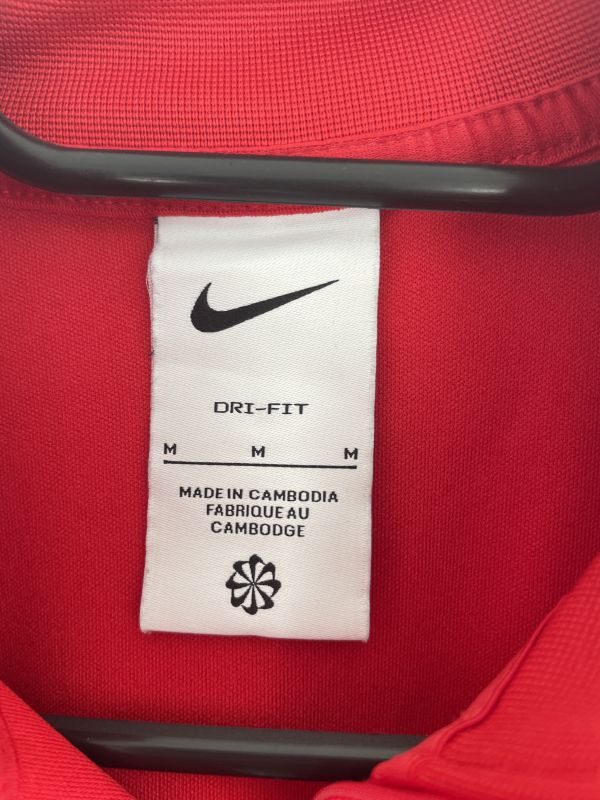 DRI-FIT
M M M
MADE IN CAMBODIA
FABRIQUE AU
CAMBODGE